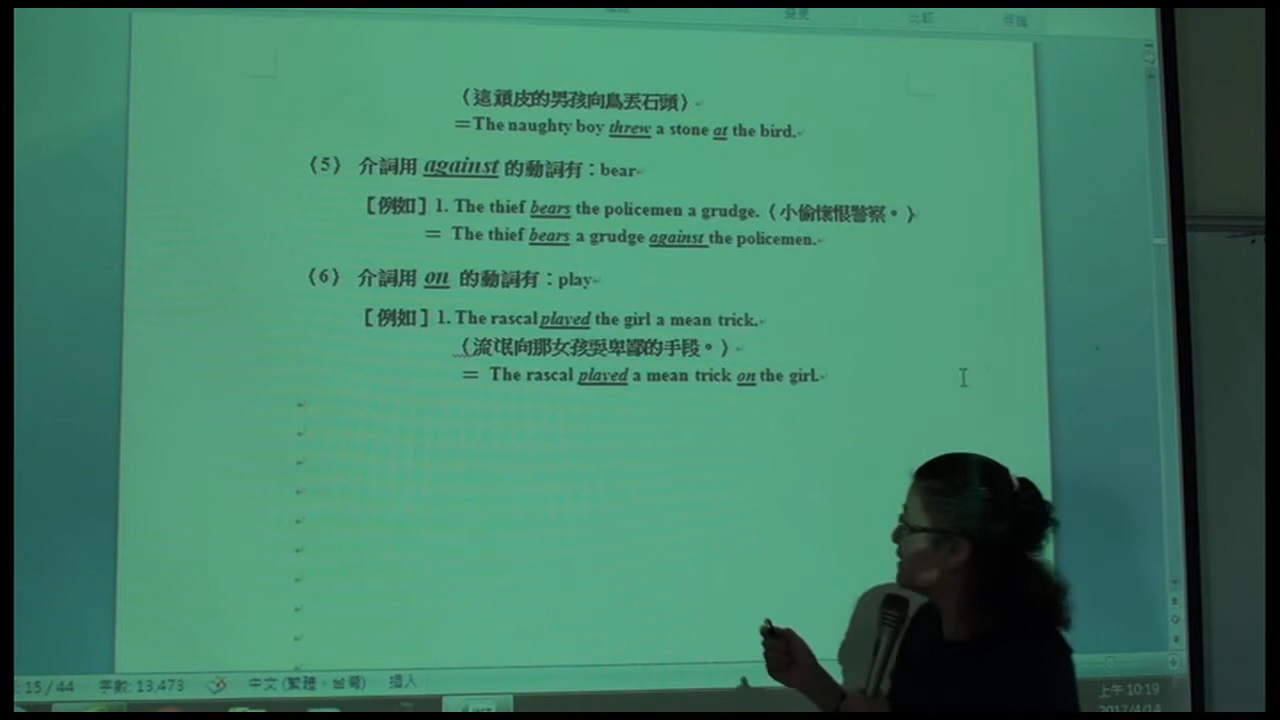 （這頑皮的男孩向鳥丟石頭）
=The naughty boy threw a stone at the bird.
（5） 介詞用 against 的動詞有：bear
［例如］1. The thief bears the policemen a grudge.（小偷懷恨警察。）
= The thief bears a grudge against the policemen.
（6） 介詞用 on 的動詞有：play
［例如］1. The rascal played the girl a mean trick.
（流氓向那女孩耍卑鄙的手段。）
= The rascal played a mean trick on the girl.
: 15 / 44 字數: 13,473 中文 (繁體，台灣) 插入
上午 10:19
2017/4/14